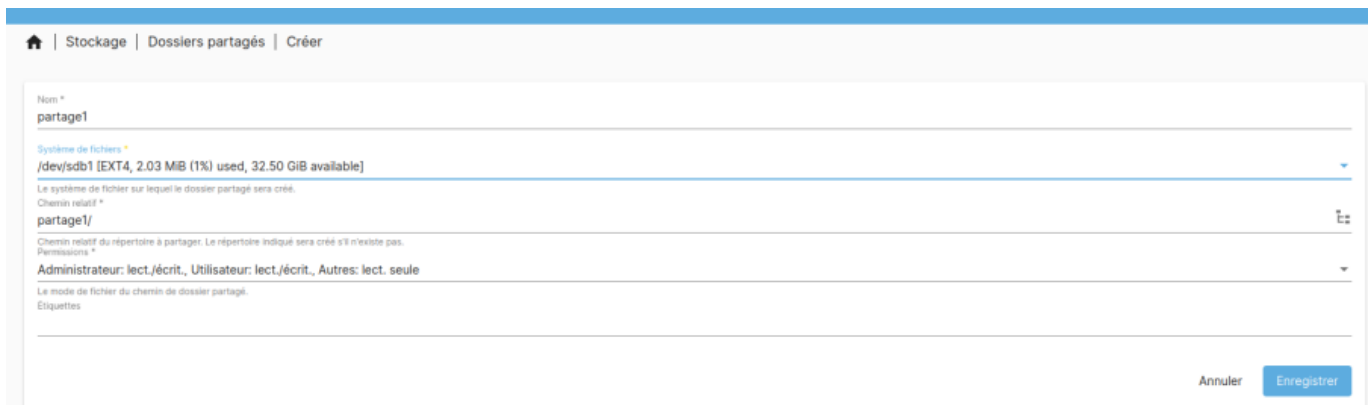 Stockage | Dossiers partagés | Créer
Nom *
partage1
Système de fichiers *
/dev/sdb1 [EXT4, 2.03 MiB (1%) used, 32.50 GiB available]
Le système de fichier sur lequel le dossier partagé sera créé.
Chemin relatif *
partage1/
Chemin relatif du répertoire à partager. Le répertoire indiqué sera créé s'il n'existe pas.
Permissions *
Administrateur: lect./écrit., Utilisateur: lect./écrit., Autres: lect. seule
Le mode de fichier du chemin de dossier partagé.
Étiquettes
Annuler Enregistrer